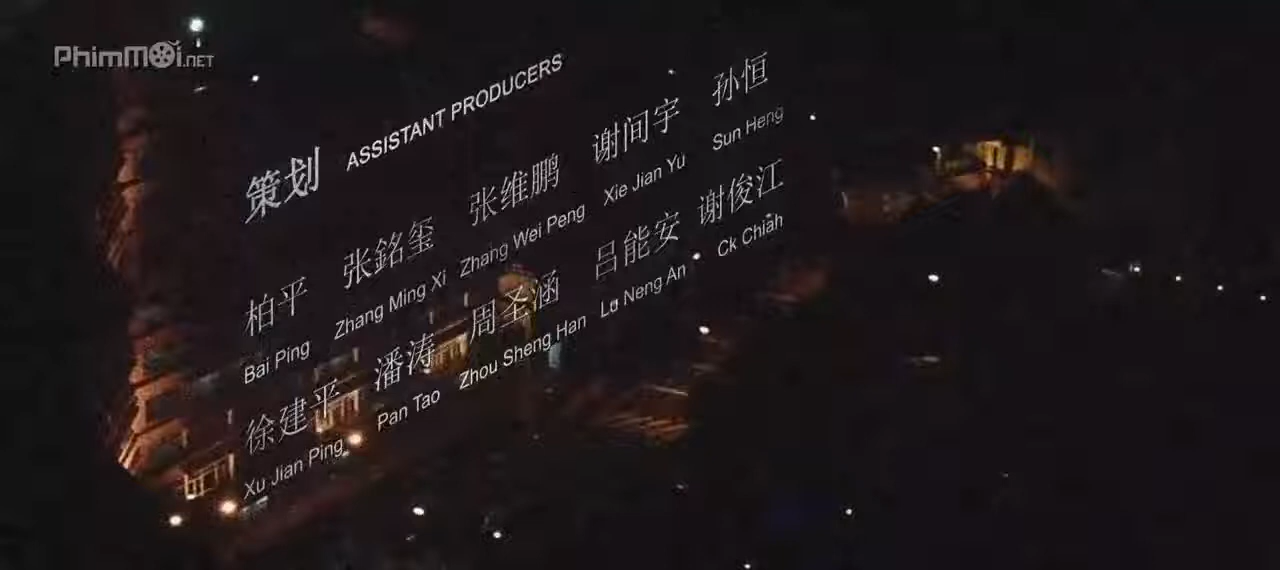 PhimMỗi.NET
策划 ASSISTANT PRODUCERS
柏平 张銘玺 张维鹏 谢间宇 孙恒
Bai Ping Zhang Ming Xi Zhang Wei Peng Xie Jian Yu Sun Heng
徐建平 潘涛 周圣涵 吕能安 谢俊江
Xu Jian Ping Pan Tao Zhou Sheng Han Lu Neng An Ck Chiah